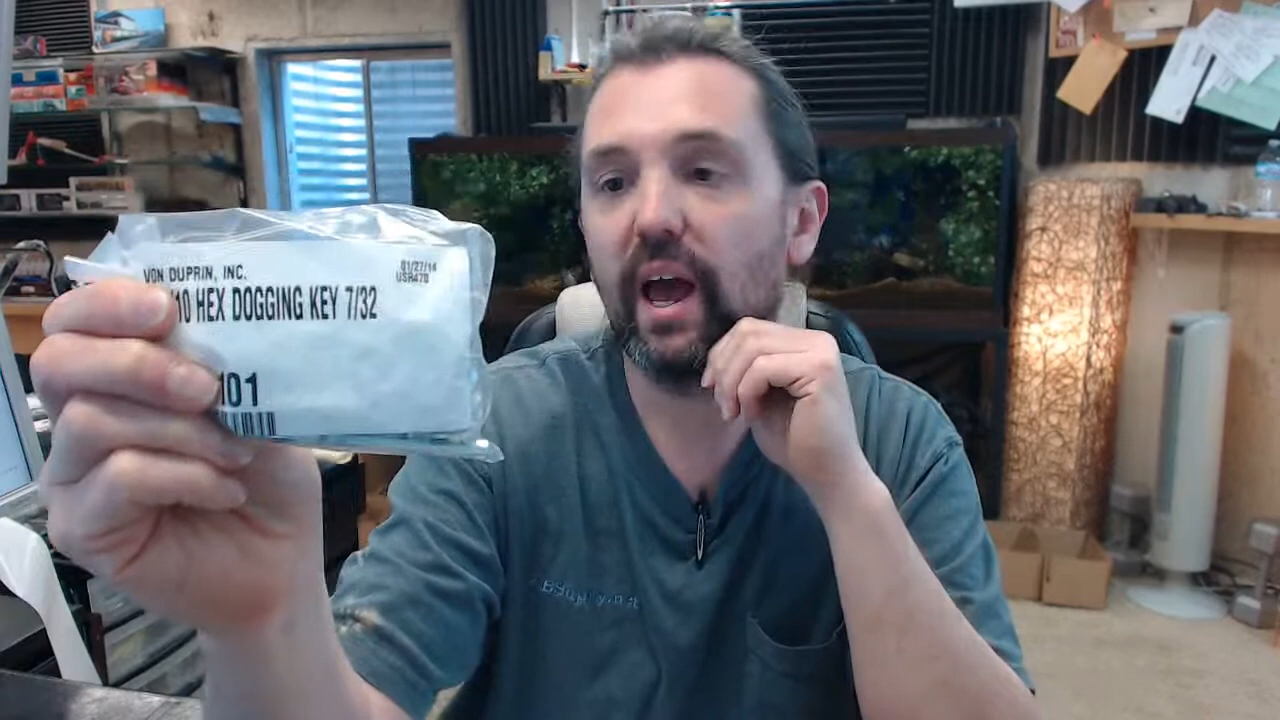 VON DUPRIN, INC.
01/27/14
USR47B
10 HEX DOGGING KEY 7/32
101